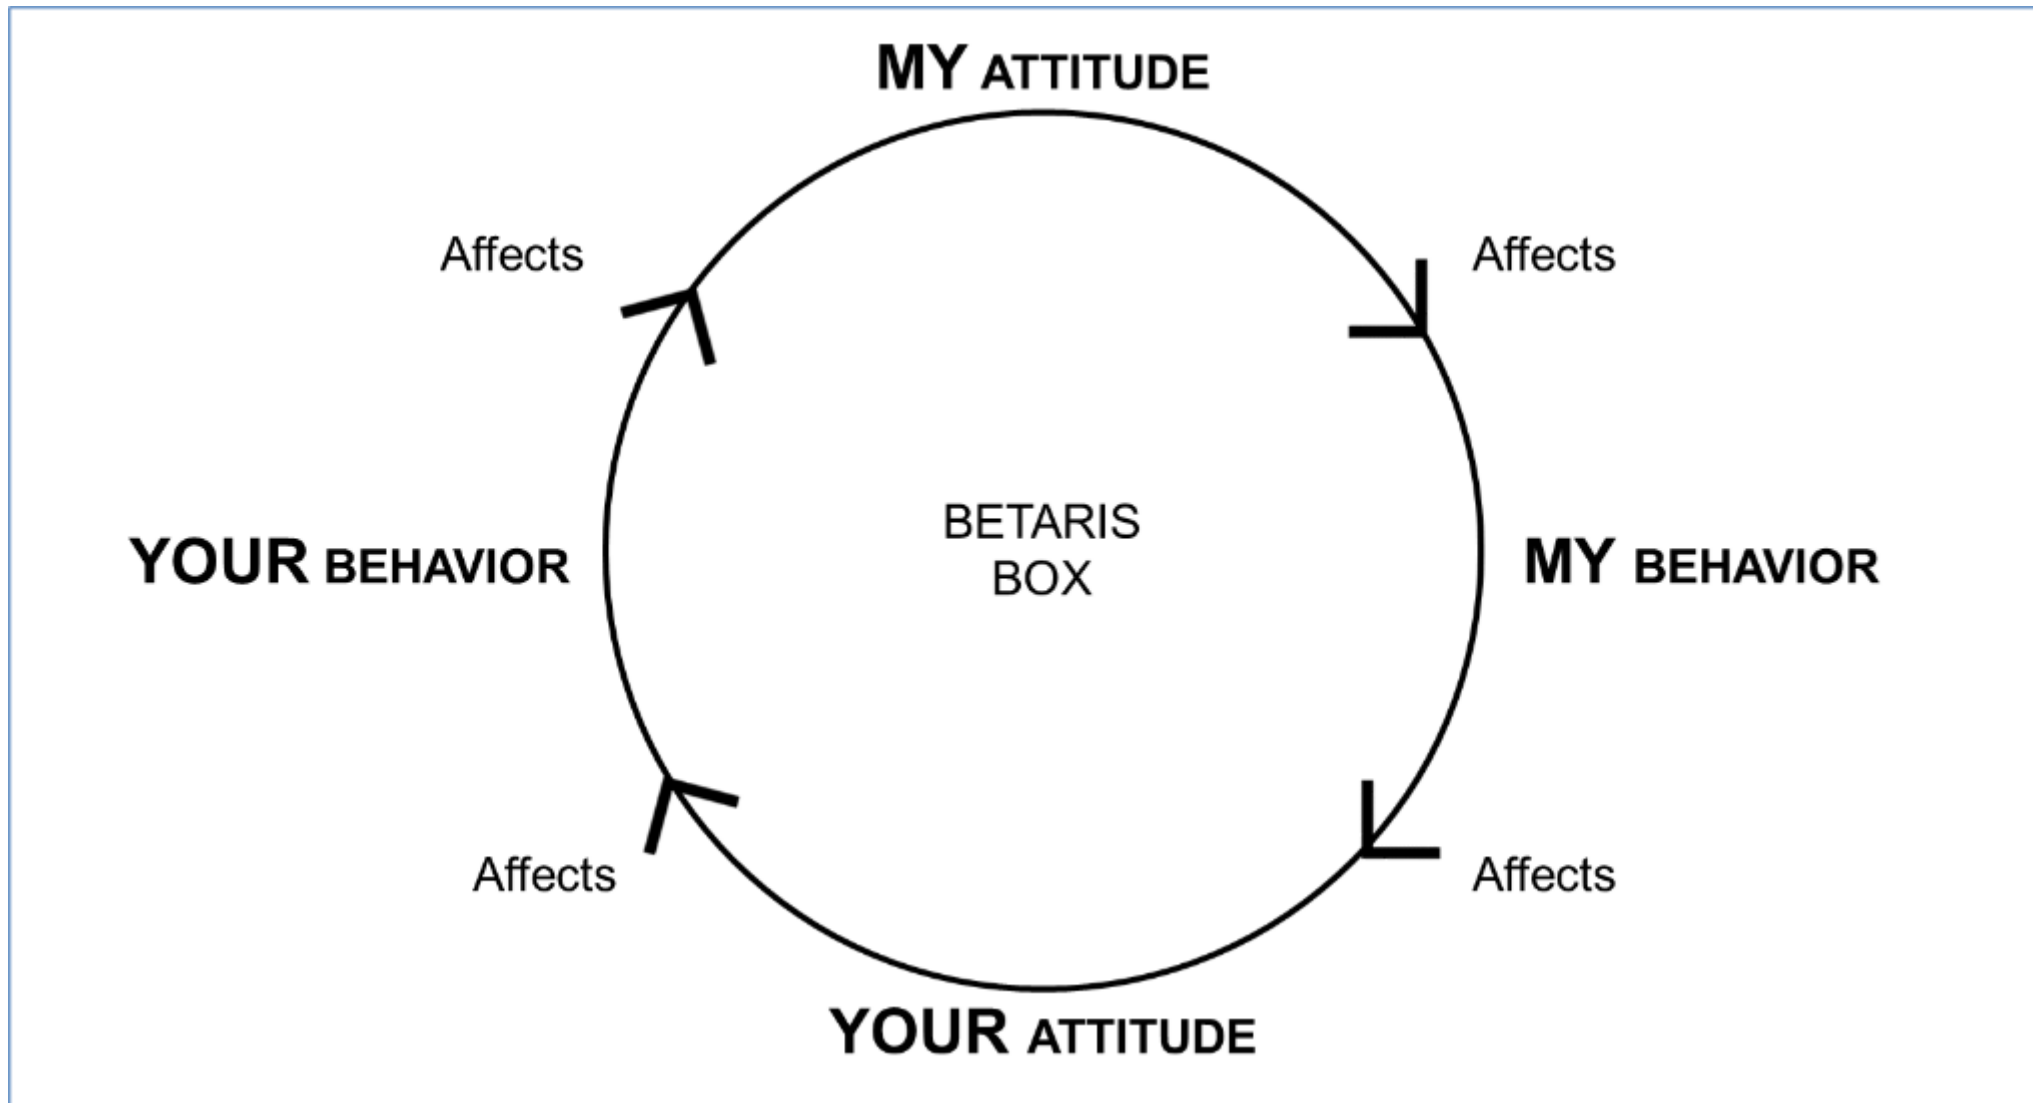 MY ATTITUDE
Affects
Affects
BETARIS
BOX
YOUR BEHAVIOR
MY BEHAVIOR
Affects
Affects
YOUR ATTITUDE